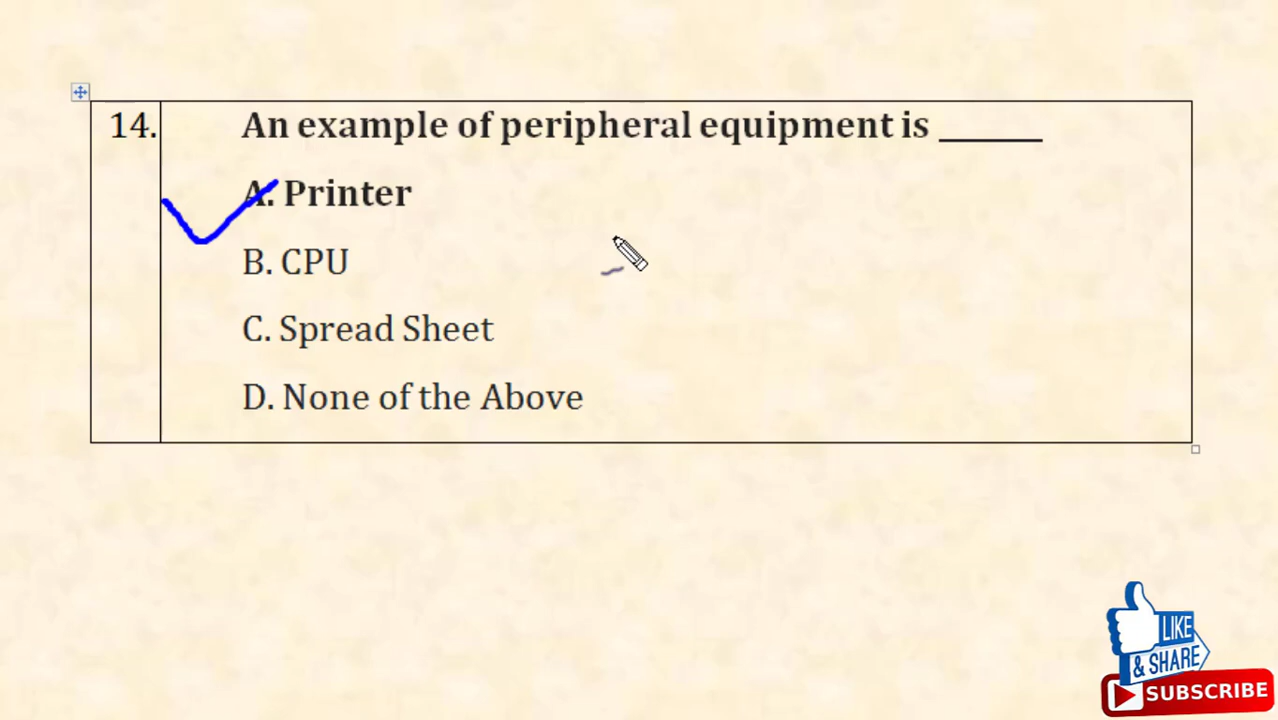 14. An example of peripheral equipment is ______
A. Printer
B. CPU
C. Spread Sheet
D. None of the Above
LIKE
& SHARE
SUBSCRIBE